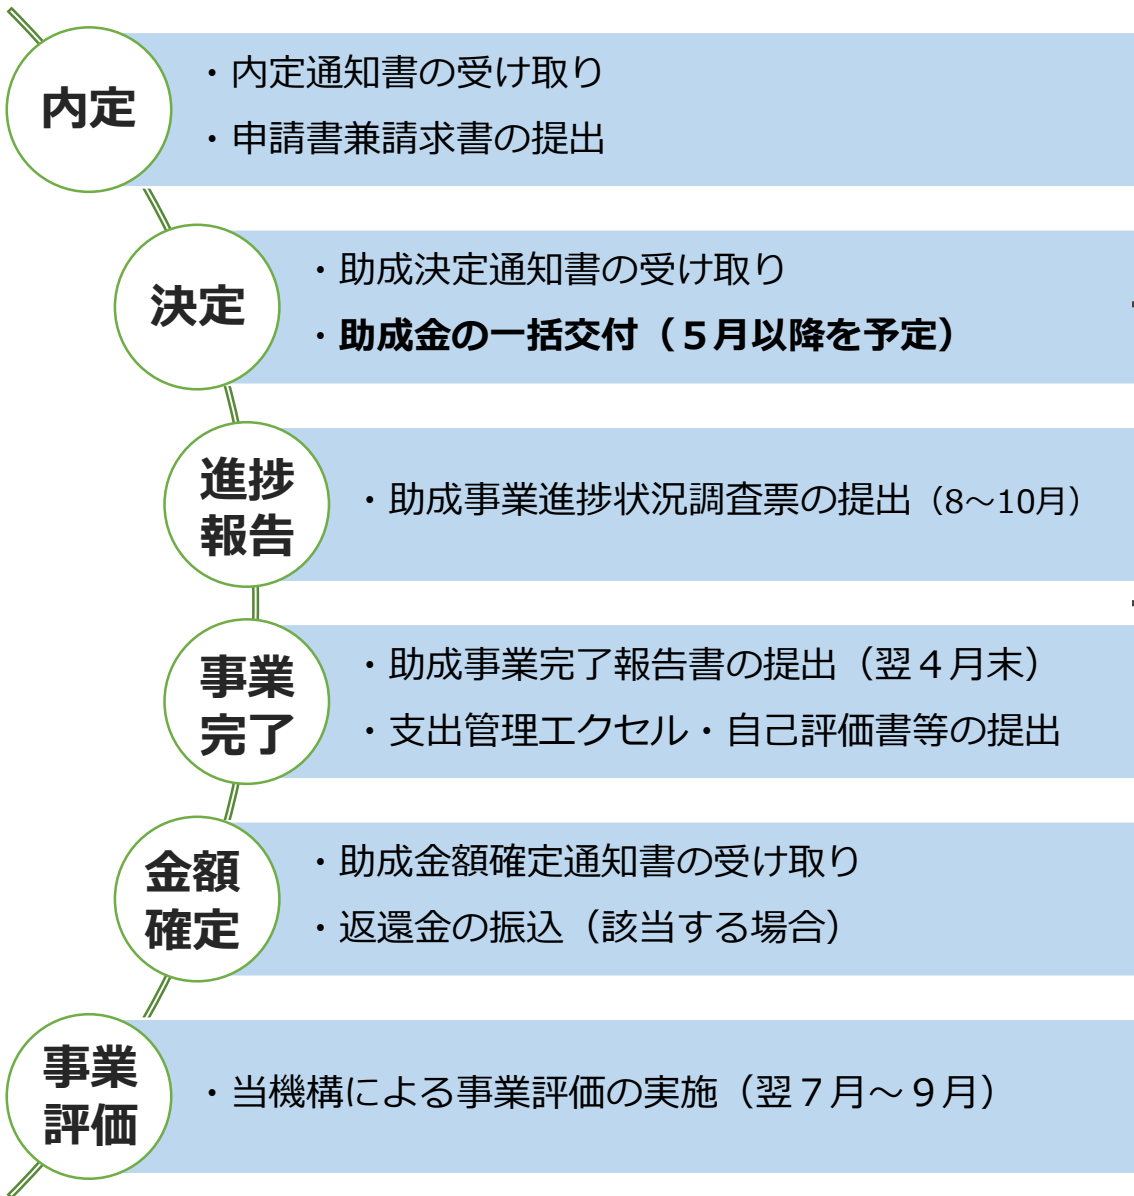 内定
・内定通知書の受け取り
・申請書兼請求書の提出
決定
・助成決定通知書の受け取り
・助成金の一括交付（５月以降を予定）
進捗
報告
・助成事業進捗状況調査票の提出（8～10月）
事業
完了
・助成事業完了報告書の提出（翌４月末）
・支出管理エクセル・自己評価書等の提出
金額
確定
・助成金額確定通知書の受け取り
・返還金の振込（該当する場合）
事業
評価
・当機構による事業評価の実施（翌７月～９月）